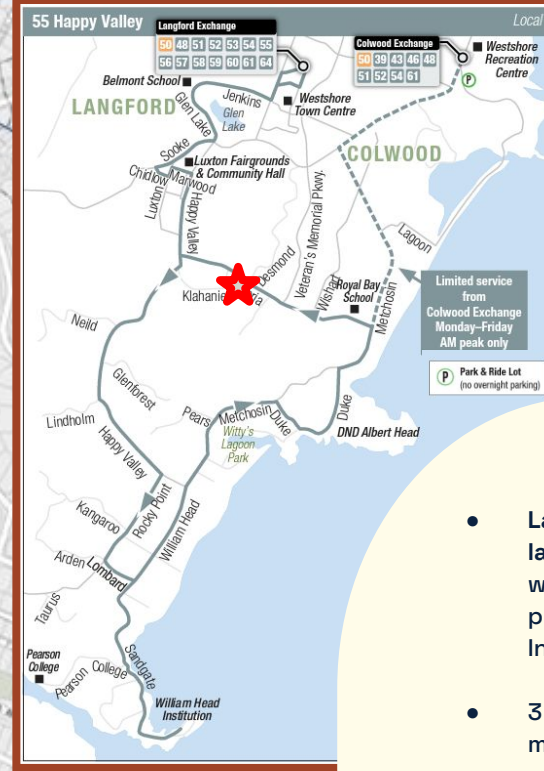 55 Happy Valley
Local
Langford Exchange
50 48 51 52 53 54 55
56 57 58 59 60 61 64
Colwood Exchange
50 39 43 46 48
51 52 54 61
Westshore
Recreation
Centre
P
Belmont School
LANGFORD
Glen Lake
Jenkins
Glen
Lake
Westshore
Town Centre
COLWOOD
Sooke
Luxton Fairgrounds
& Community Hall
Chidlow
Marwood
Luxton
Happy Valley
Veteran's Memorial Pkwy.
Lagoon
Desmond
Klahanie
Wishart
Royal Bay
School
Metchosin
Limited service
from
Colwood Exchange
Monday–Friday
AM peak only
P Park & Ride Lot
(no overnight parking)
Neild
Glenforest
Lindholm
Happy Valley
Pears
Metchosin
Duke
Duke
Witty's
Lagoon
Park
DND Albert Head
Rocky Point
William Head
Kangaroo
Arden
Lombard
Taurus
Pearson
College
Pearson College
Sandgate
William Head
Institution
3